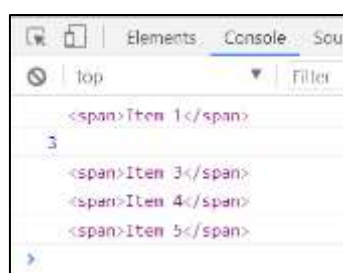 Elements Console Sou
top Filter
<span>Item 1</span>
3
<span>Item 3</span>
<span>Item 4</span>
<span>Item 5</span>